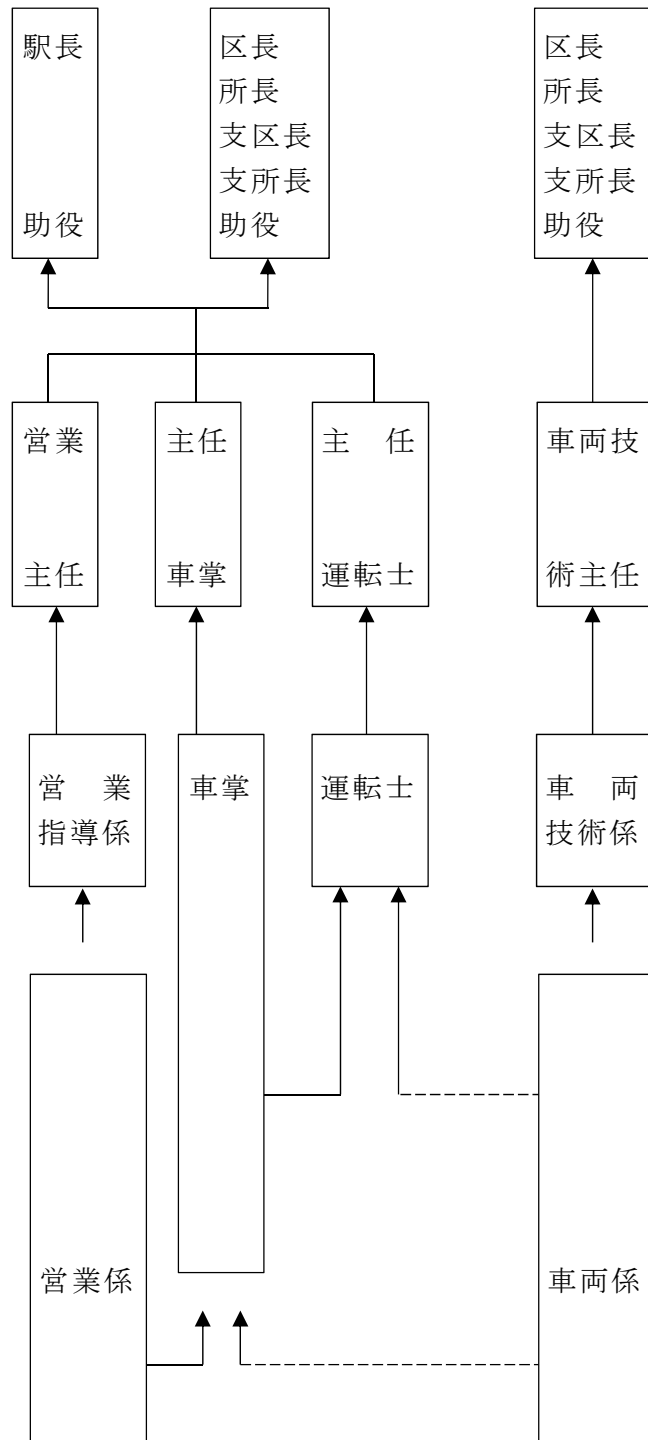 駅長
助役
区長
所長
支区長
支所長
助役
区長
所長
支区長
支所長
助役
営業
主任
主任
車掌
主 任
運転士
車両技
術主任
営 業
指導係
車掌
運転士
車 両
技術係
営業係
車両係